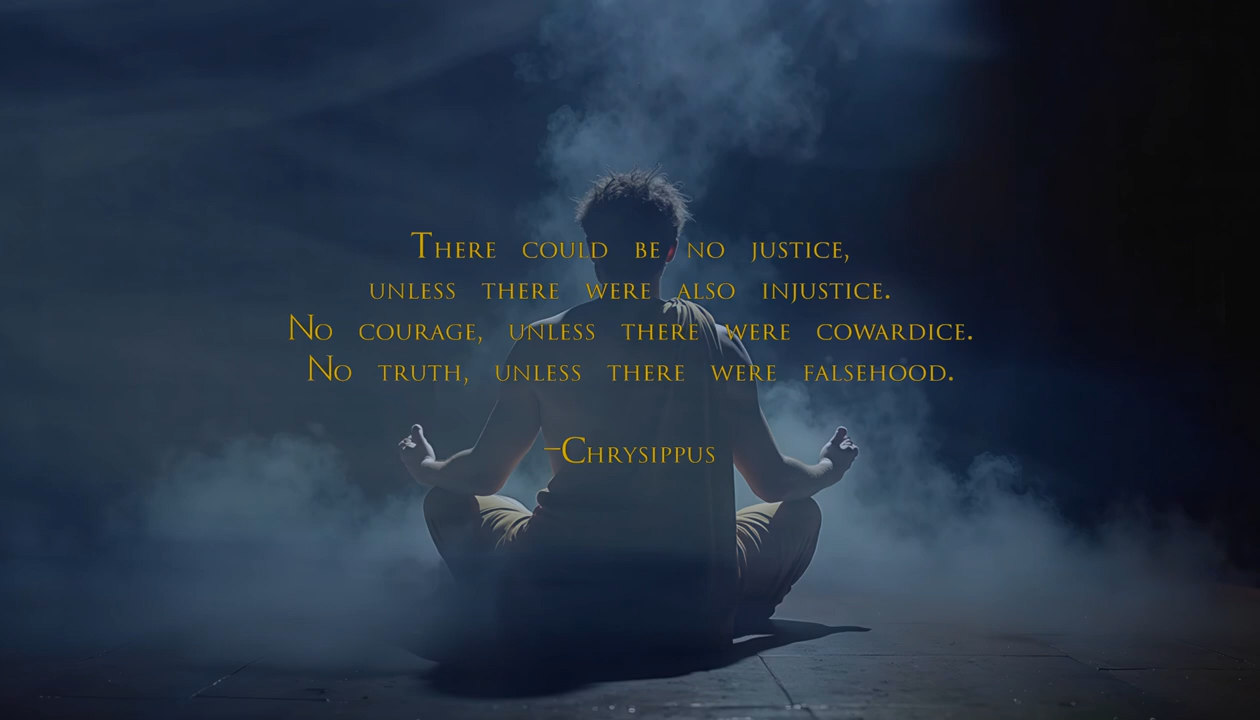 There could be no justice,
unless there were also injustice.
No courage, unless there were cowardice.
No truth, unless there were falsehood.
-Chrysippus